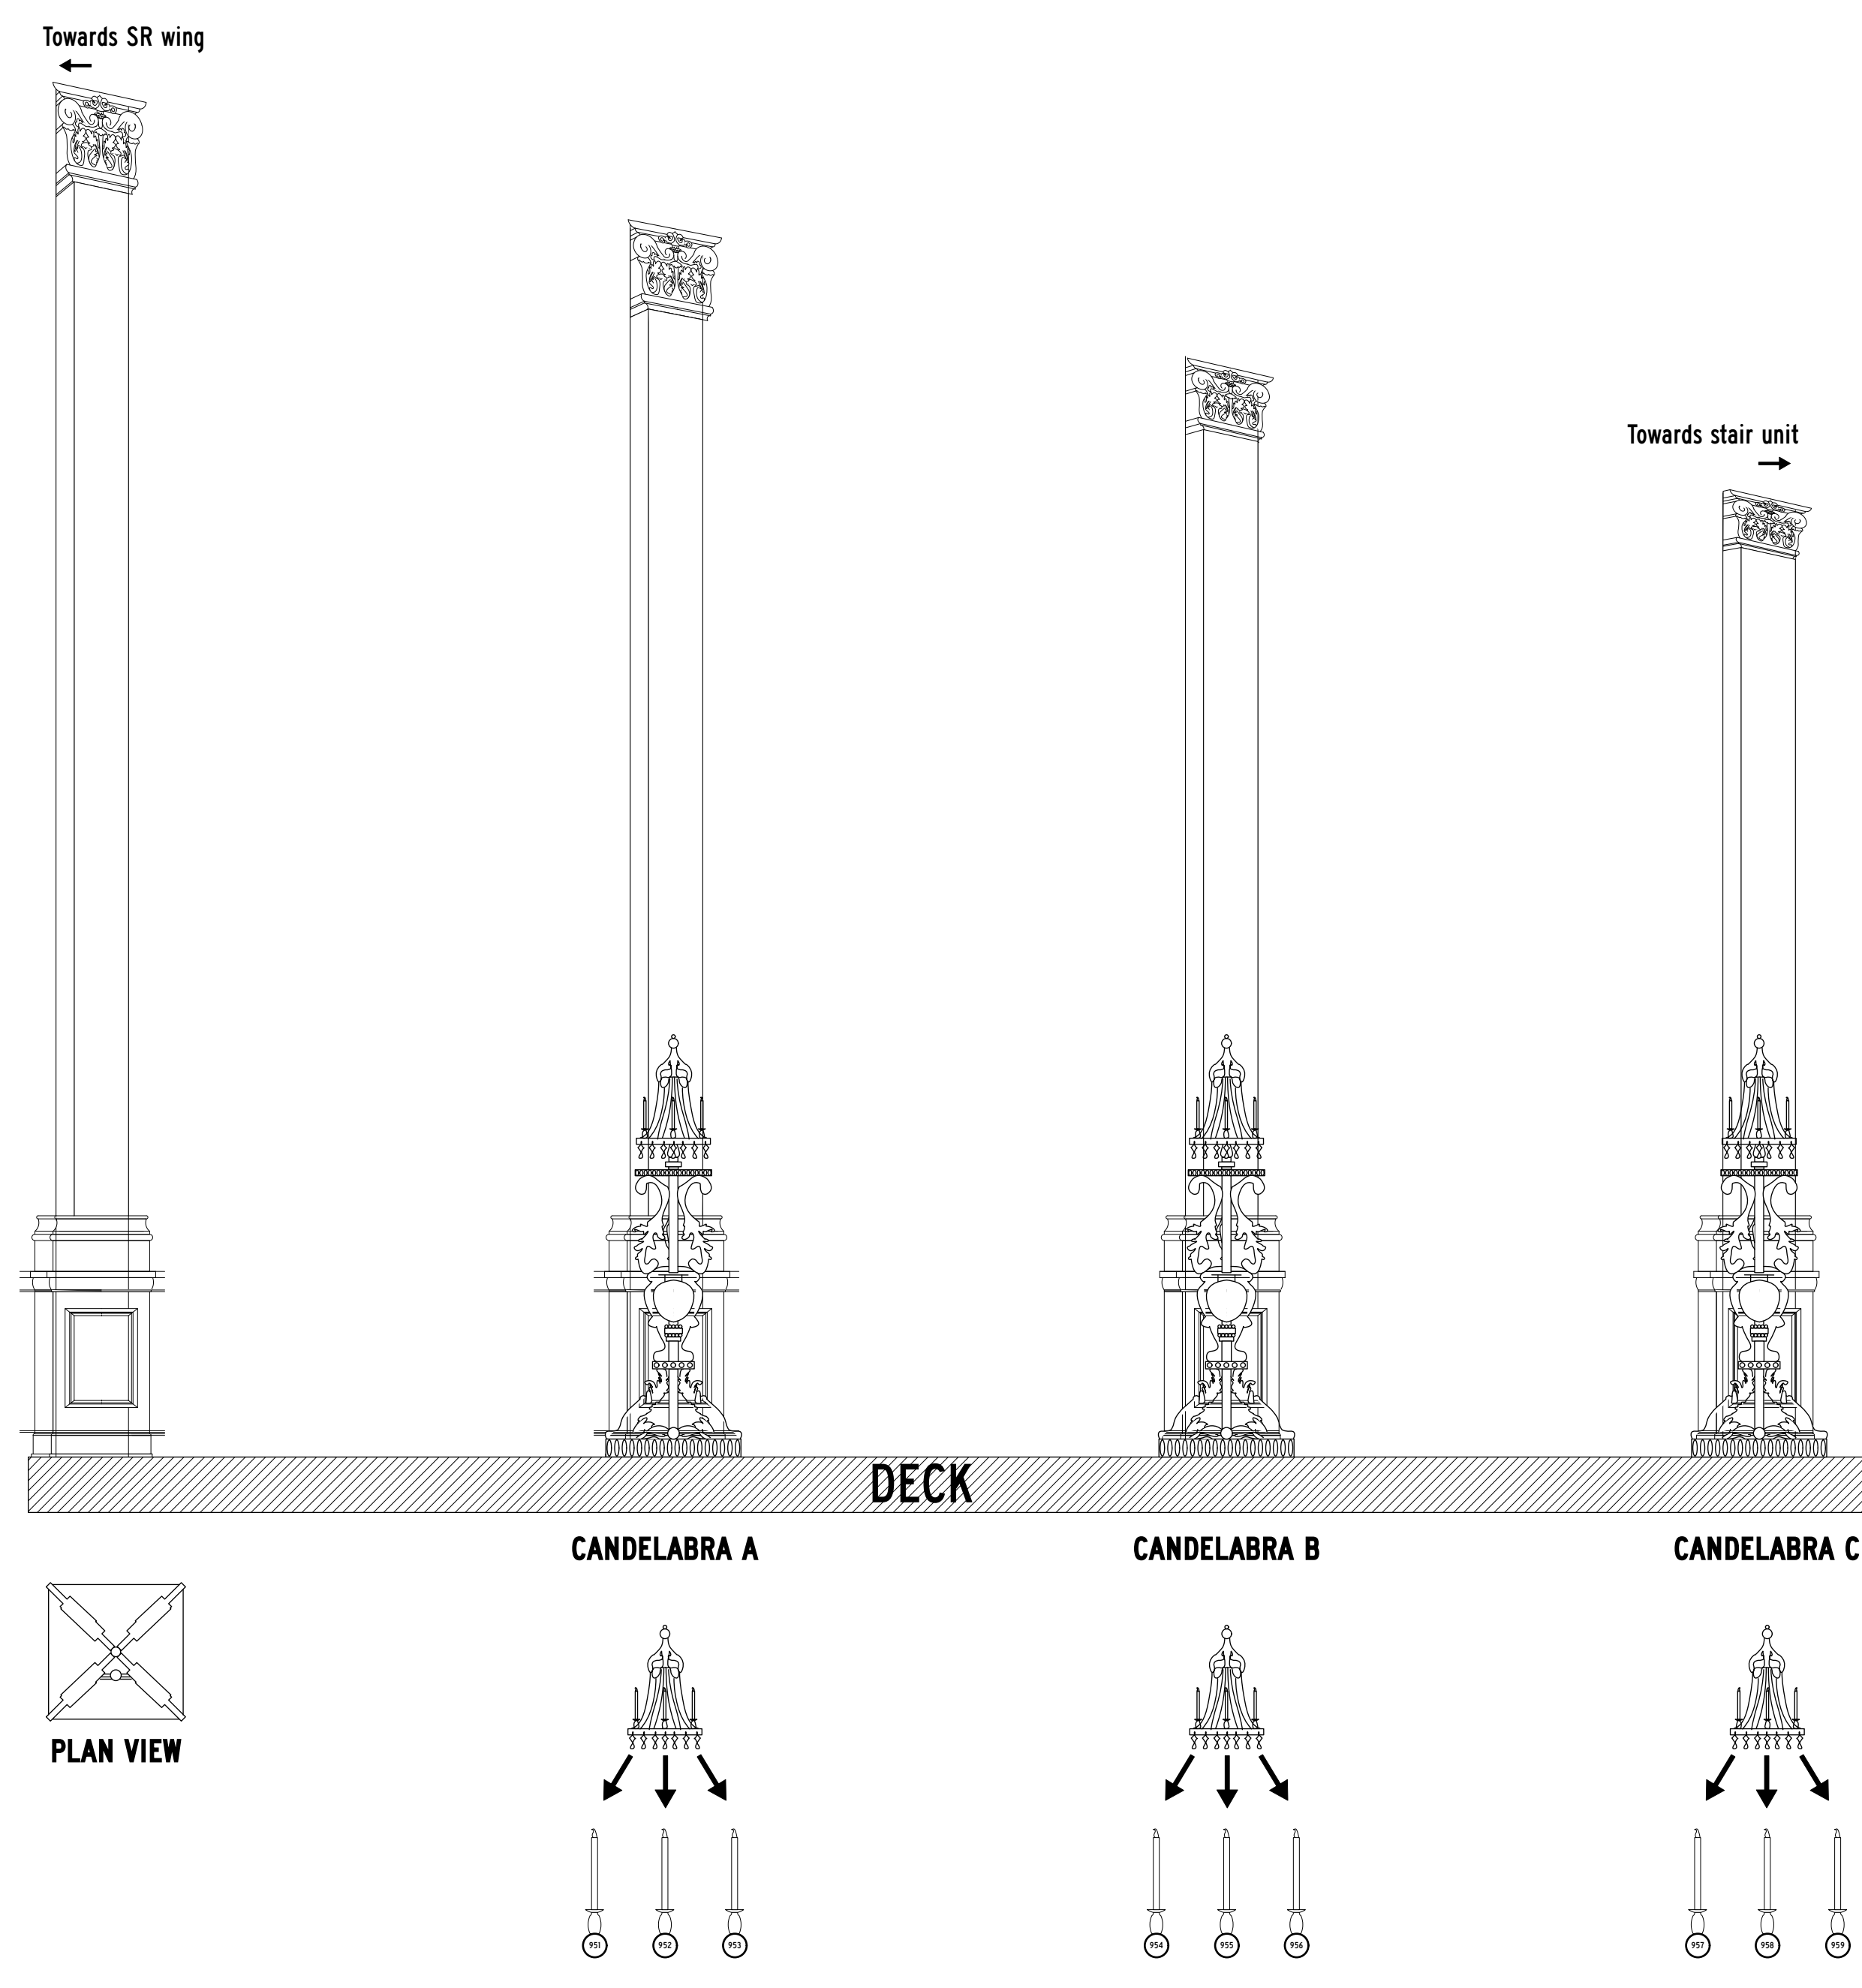 Towards SR wing
Towards stair unit
DECK
CANDELABRA A
CANDELABRA B
CANDELABRA C
PLAN VIEW
951
952
953
954
955
956
957
958
959